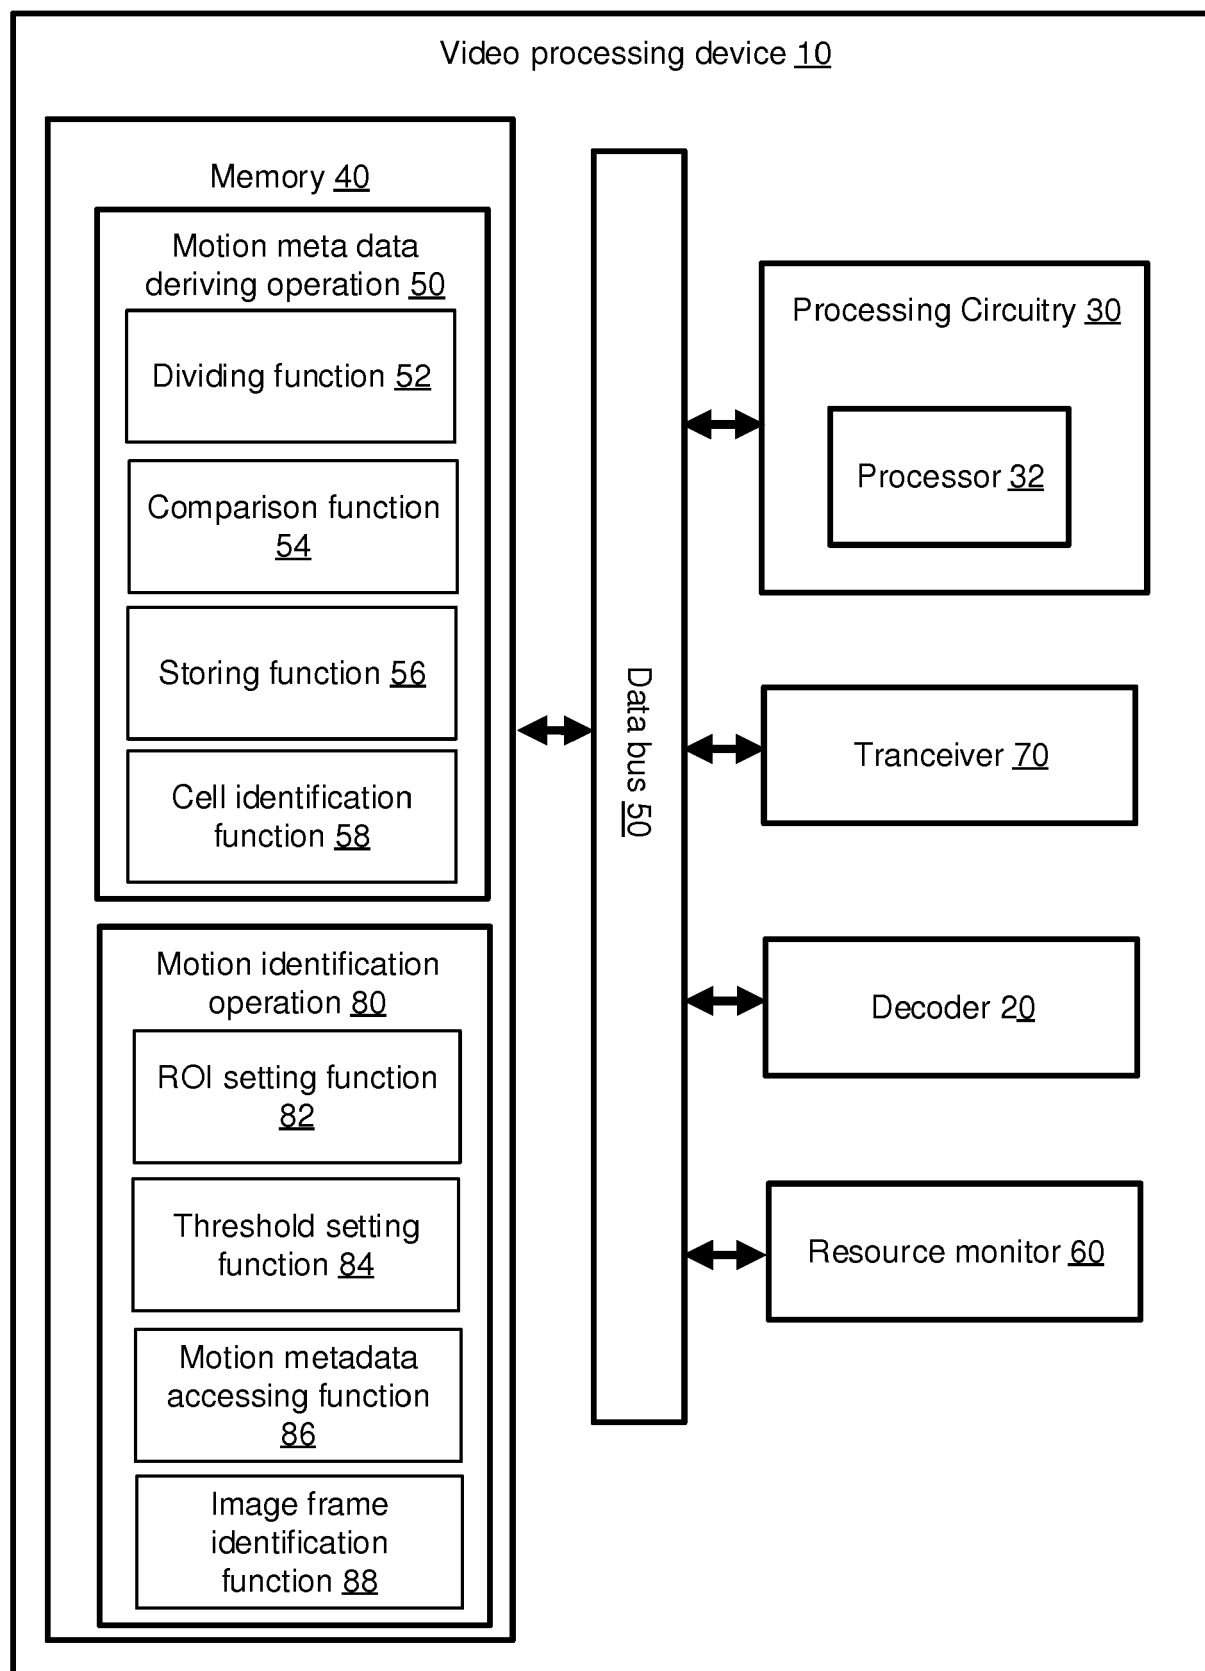 Video processing device 10
Memory 40
Motion meta data
deriving operation 50
Dividing function 52
Comparison function
54
Storing function 56
Cell identification
function 58
Motion identification
operation 80
ROI setting function
82
Threshold setting
function 84
Motion metadata
accessing function
86
Image frame
identification
function 88
Data bus 50
Processing Circuitry 30
Processor 32
Tranceiver 70
Decoder 20
Resource monitor 60